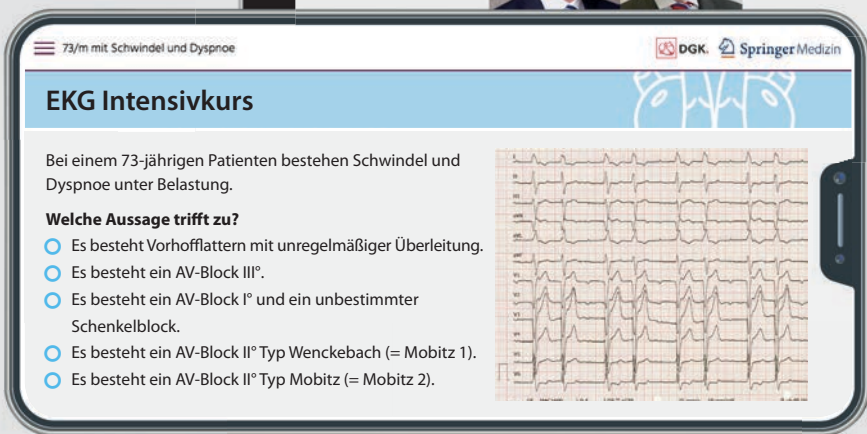 73/m mit Schwindel und Dyspnoe
DGK.
Springer Medizin
EKG Intensivkurs
Bei einem 73-jährigen Patienten bestehen Schwindel und
Dyspnoe unter Belastung.
Welche Aussage trifft zu?
Es besteht Vorhofflattern mit unregelmäßiger Überleitung.
Es besteht ein AV-Block III°.
Es besteht ein AV-Block I° und ein unbestimmter
Schenkelblock.
Es besteht ein AV-Block II° Typ Wenckebach (= Mobitz 1).
Es besteht ein AV-Block II° Typ Mobitz (= Mobitz 2).